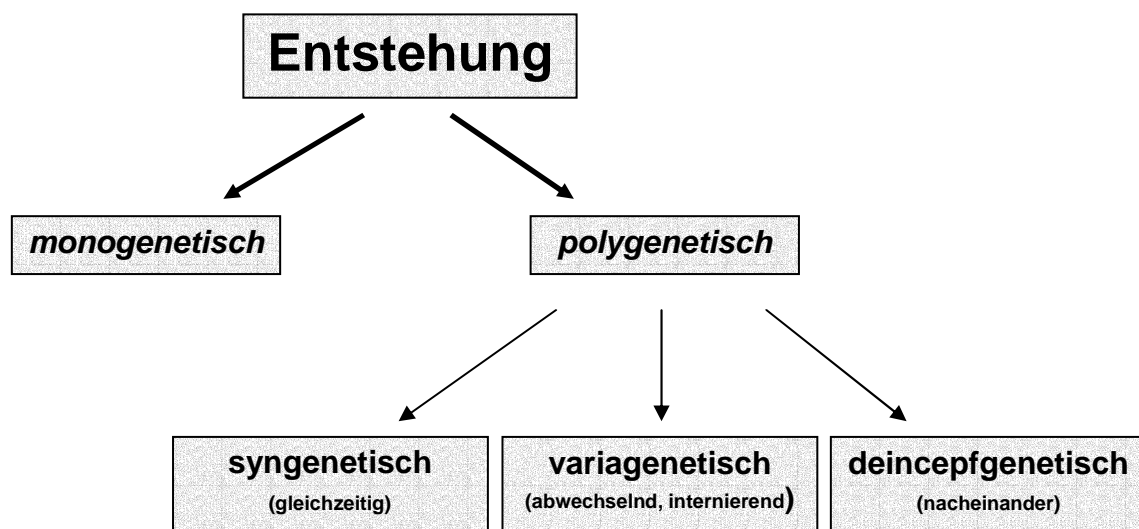 Entstehung
monogenetisch
polygenetisch
syngenetisch
(gleichzeitig)
variagenetisch
(abwechselnd, internierend)
deincepfgenetisch
(nacheinander)